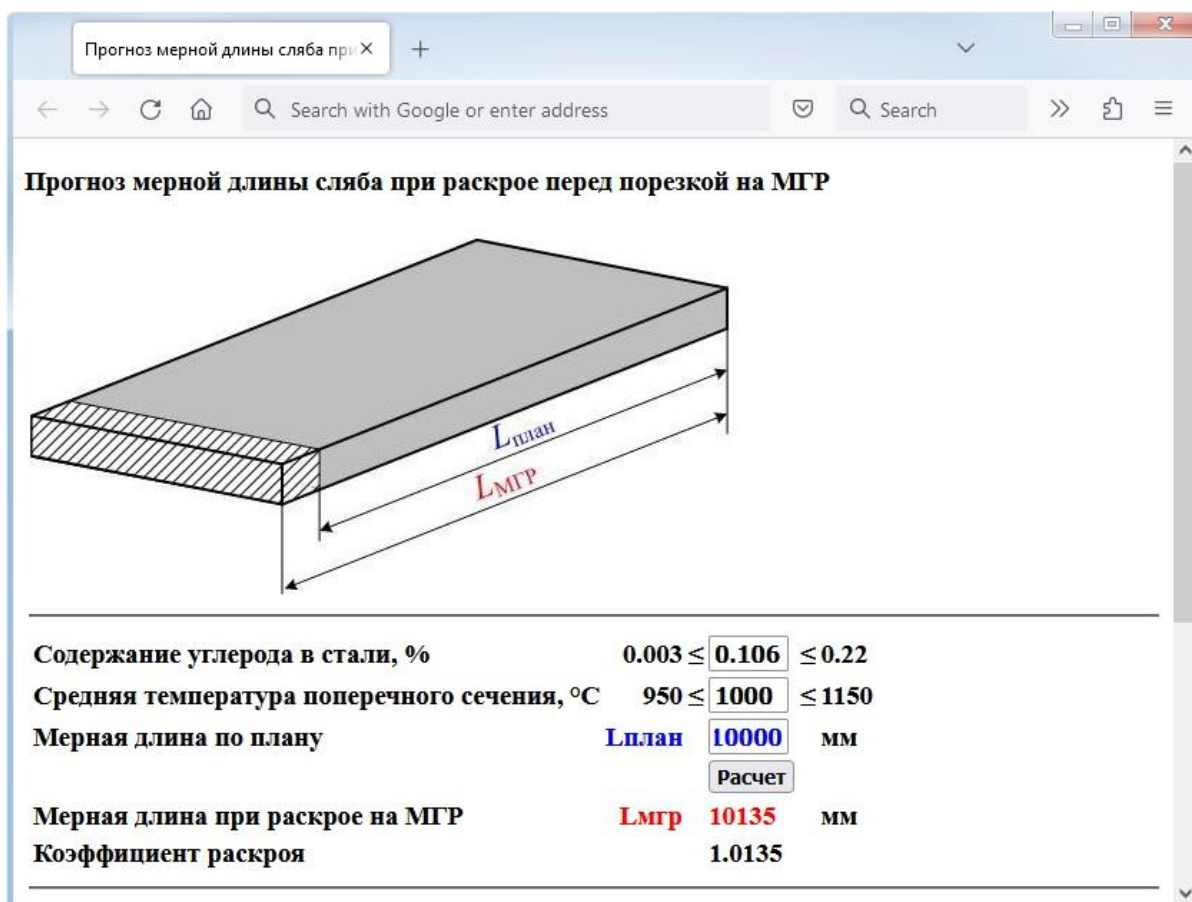 Прогноз мерной длины сляба при
Search with Google or enter address
Search
Прогноз мерной длины сляба при раскрое перед порезкой на МГР
Lплан
LМГР
Содержание углерода в стали, % 0.003 ≤ 0.106 ≤ 0.22
Средняя температура поперечного сечения, °С 950 ≤ 1000 ≤ 1150
Мерная длина по плану Lплан 10000 мм
Расчет
Мерная длина при раскрое на МГР Lмгр 10135 мм
Коэффициент раскроя 1.0135